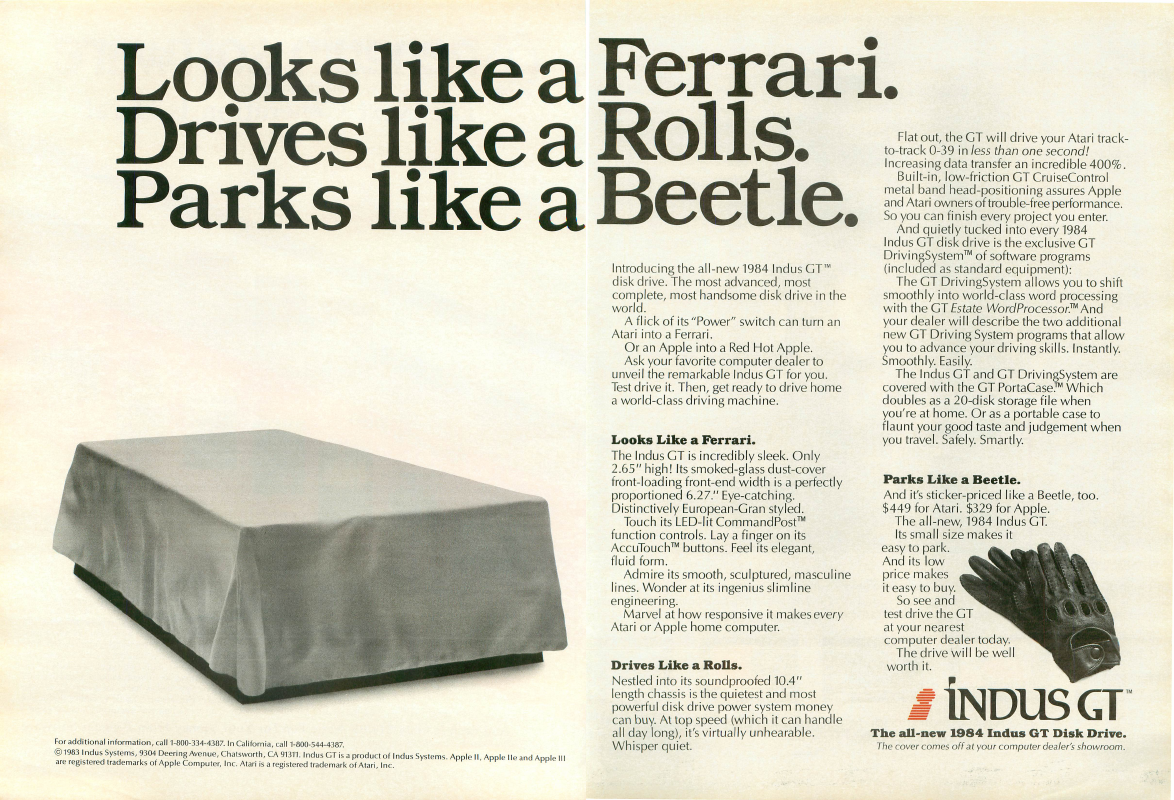 Looks like a Ferrari.
Drives like a Rolls.
Parks like a Beetle.
Introducing the all-new 1984 Indus GT™
disk drive. The most advanced, most
complete, most handsome disk drive in the
world.
A flick of its “Power” switch can turn an
Atari into a Ferrari.
Or an Apple into a Red Hot Apple.
Ask your favorite computer dealer to
unveil the remarkable Indus GT for you.
Test drive it. Then, get ready to drive home
a world-class driving machine.
Looks Like a Ferrari.
The Indus GT is incredibly sleek. Only
2.65" high! Its smoked-glass dust-cover
front-loading front-end width is a perfectly
proportioned 6.27." Eye-catching.
Distinctively European-Gran styled.
Touch its LED-lit CommandPost™
function controls. Lay a finger on its
AccuTouch™ buttons. Feel its elegant,
fluid form.
Admire its smooth, sculptured, masculine
lines. Wonder at its ingenius slimline
engineering.
Marvel at how responsive it makes every
Atari or Apple home computer.
Drives Like a Rolls.
Nestled into its soundproofed 10.4"
length chassis is the quietest and most
powerful disk drive power system money
can buy. At top speed (which it can handle
all day long), it’s virtually unhearable.
Whisper quiet.
Flat out, the GT will drive your Atari track-
to-track 0-39 in less than one second!
Increasing data transfer an incredible 400%.
Built-in, low-friction GT CruiseControl
metal band head-positioning assures Apple
and Atari owners of trouble-free performance.
So you can finish every project you enter.
And quietly tucked into every 1984
Indus GT disk drive is the exclusive GT
DrivingSystem™ of software programs
(included as standard equipment):
The GT DrivingSystem allows you to shift
smoothly into world-class word processing
with the GT Estate WordProcessor.™ And
your dealer will describe the two additional
new GT Driving System programs that allow
you to advance your driving skills. Instantly.
Smoothly. Easily.
The Indus GT and GT DrivingSystem are
covered with the GT PortaCase.™ Which
doubles as a 20-disk storage file when
you’re at home. Or as a portable case to
flaunt your good taste and judgement when
you travel. Safely. Smartly.
Parks Like a Beetle.
And it’s sticker-priced like a Beetle, too.
$449 for Atari. $329 for Apple.
The all-new, 1984 Indus GT.
Its small size makes it
easy to park.
And its low
price makes
it easy to buy.
So see and
test drive the GT
at your nearest
computer dealer today.
The drive will be well
worth it.
INDUS GT™
The all-new 1984 Indus GT Disk Drive.
The cover comes off at your computer dealer’s showroom.
For additional information, call 1-800-334-4387. In California, call 1-800-544-4387.
© 1983 Indus Systems, 9304 Deering Avenue, Chatsworth, CA 91311. Indus GT is a product of Indus Systems. Apple II, Apple IIe and Apple III
are registered trademarks of Apple Computer, Inc. Atari is a registered trademark of Atari, Inc.